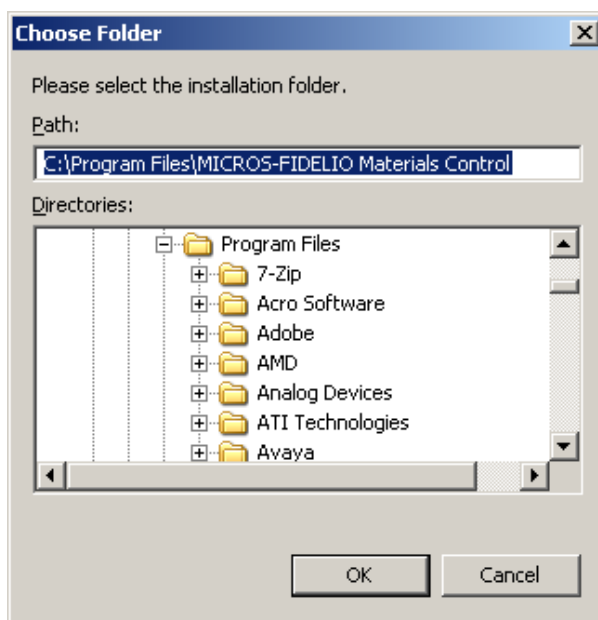 Choose Folder
Please select the installation folder.
Path:
C:\Program Files\MICROS-FIDELIO Materials Control
Directories:
Program Files
7-Zip
Acro Software
Adobe
AMD
Analog Devices
ATI Technologies
Avaya
OK Cancel